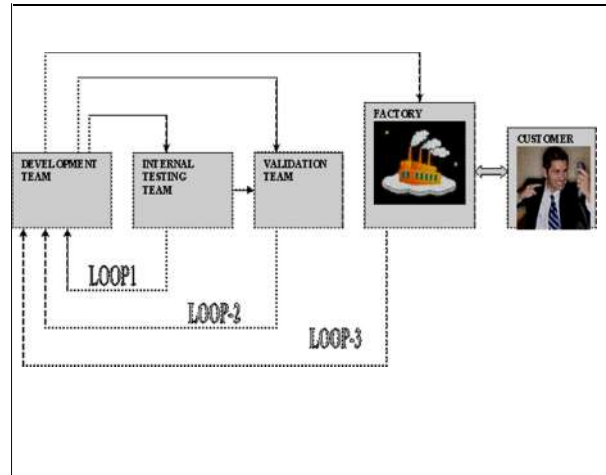 FACTORY
CUSTOMER
DEVELOPMENT
TEAM
INTERNAL
TESTING
TEAM
VALIDATION
TEAM
LOOP1
LOOP-2
LOOP-3